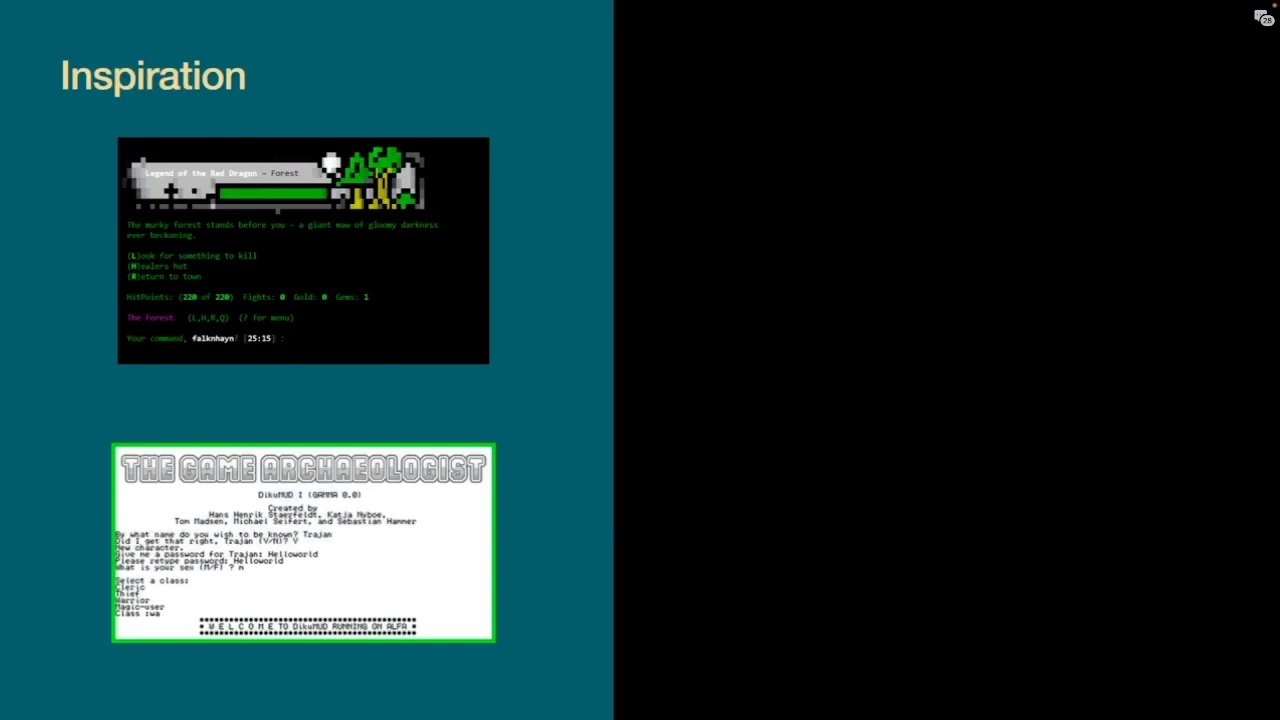 28
Inspiration
Legend of the Red Dragon - Forest
The murky forest stands before you - a giant maw of gloomy darkness
ever beckoning.
(L)ook for something to kill
(H)ealers hut
(R)eturn to town
HitPoints: (220 of 220) Fights: 0 Gold: 0 Gems: 1
The Forest (L,H,R,Q) (? for menu)
Your command, falknhayn? [25:15] :
THE GAME ARCHAEOLOGIST
DikuMUD I (GAMMA 0.0)
Created by
Hans Henrik Staerfeldt, Katja Nyboe,
Tom Madsen, Michael Seifert, and Sebastian Hammer
By what name do you wish to be known? Trajan
Did I get that right, Trajan (Y/N)? Y
New character.
Give me a password for Trajan: Helloworld
Please retype password: Helloworld
What is your sex (M/F) ? m
Select a class:
Cleric
Thief
Warrior
Magic-user
Class :wa
* W E L C O M E TO DikuMUD RUNNING ON ALFA *